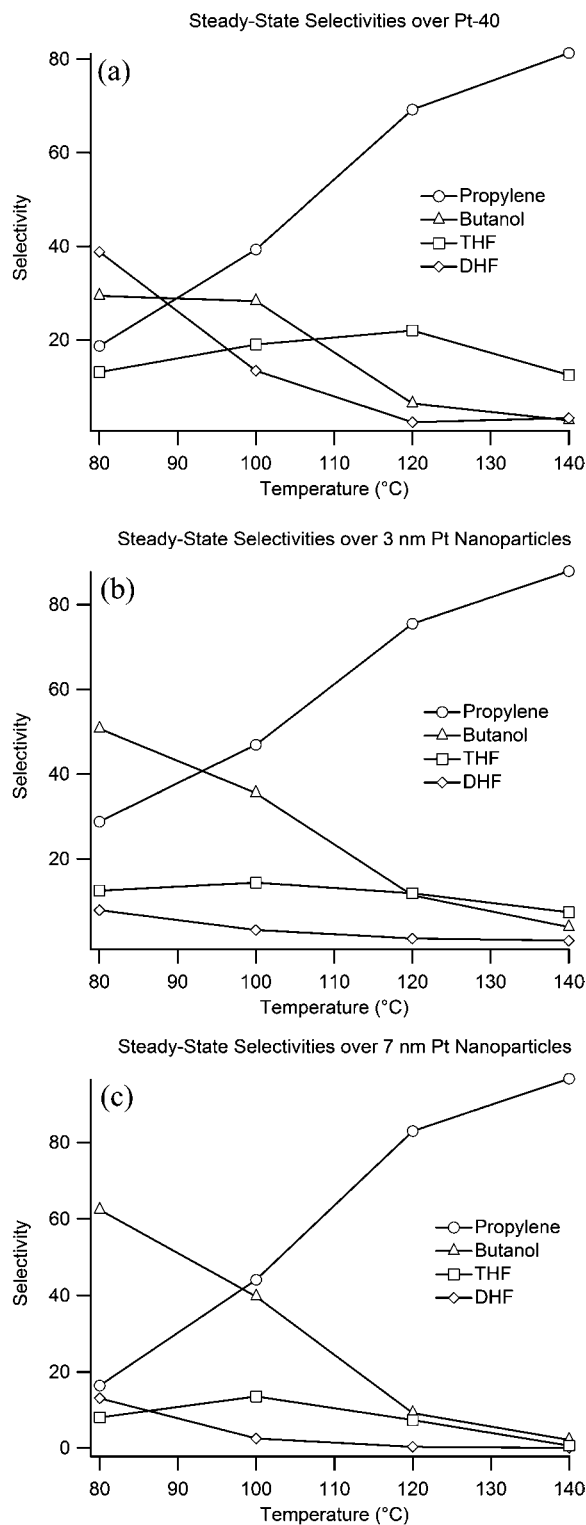 Steady-State Selectivities over Pt-40
(a)
80
60
40
20
Selectivity
Propylene
Butanol
THF
DHF
80 90 100 110 120 130 140
Temperature (°C)
Steady-State Selectivities over 3 nm Pt Nanoparticles
(b)
80
60
40
20
Selectivity
Propylene
Butanol
THF
DHF
80 90 100 110 120 130 140
Temperature (°C)
Steady-State Selectivities over 7 nm Pt Nanoparticles
(c)
80
60
40
20
0
Selectivity
Propylene
Butanol
THF
DHF
80 90 100 110 120 130 140
Temperature (°C)